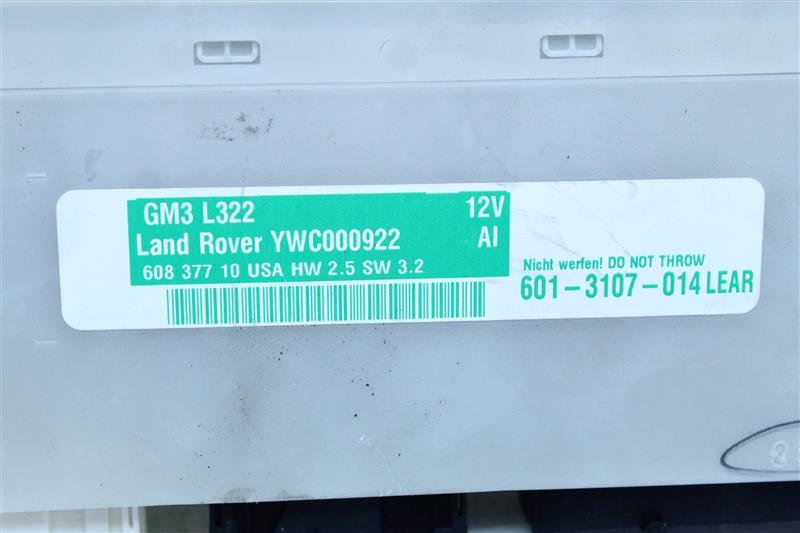 GM3 L322 12V
Land Rover YWC000922 AI
608 377 10 USA HW 2.5 SW 3.2
Nicht werfen! DO NOT THROW
601-3107-014 LEAR